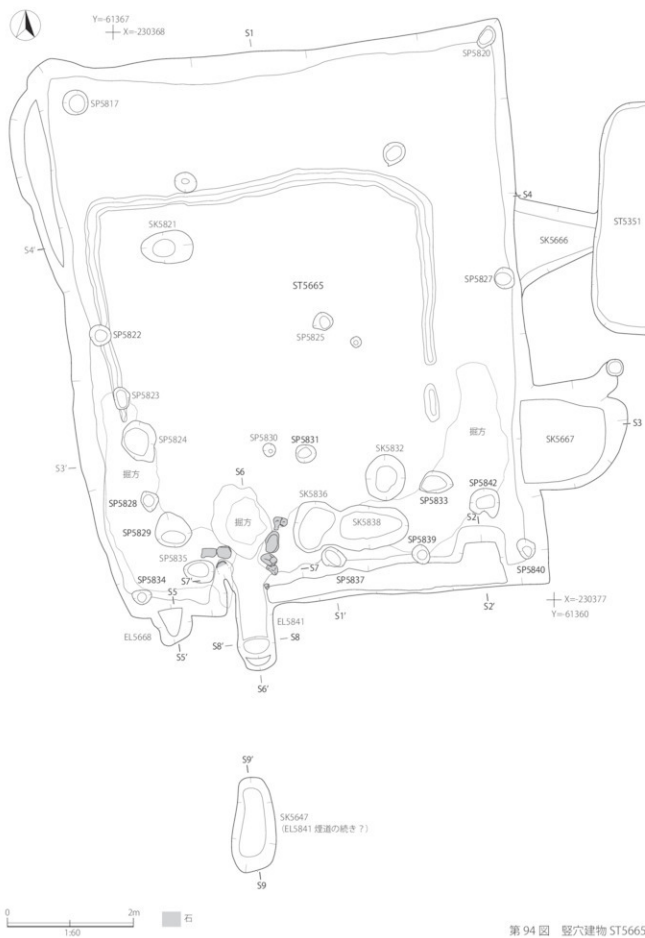 Y=-61367
X=-230368
S1
SP5820
SP5817
S4
ST5351
SK5666
SK5821
S4'
SP5827
ST5665
SP5822
SP5825
SP5823
SP5824
掘方
SP5830
SP5831
SK5832
S3
SK5667
S3'
掘方
S6
SP5833
SP5842
SP5828
SK5836
SK5838
掘方
S2
SP5829
SP5839
SP5835
SP5840
S7
SP5837
S7'
SP5834
S5
X=-230377
Y=-61360
S1'
S2'
EL5841
EL5668
S8'
S8
S5'
S6'
S9'
SK5647
(EL5841 煙道の続き?)
S9
0 2m
1:60
石
第 94 図 竪穴建物 ST5665